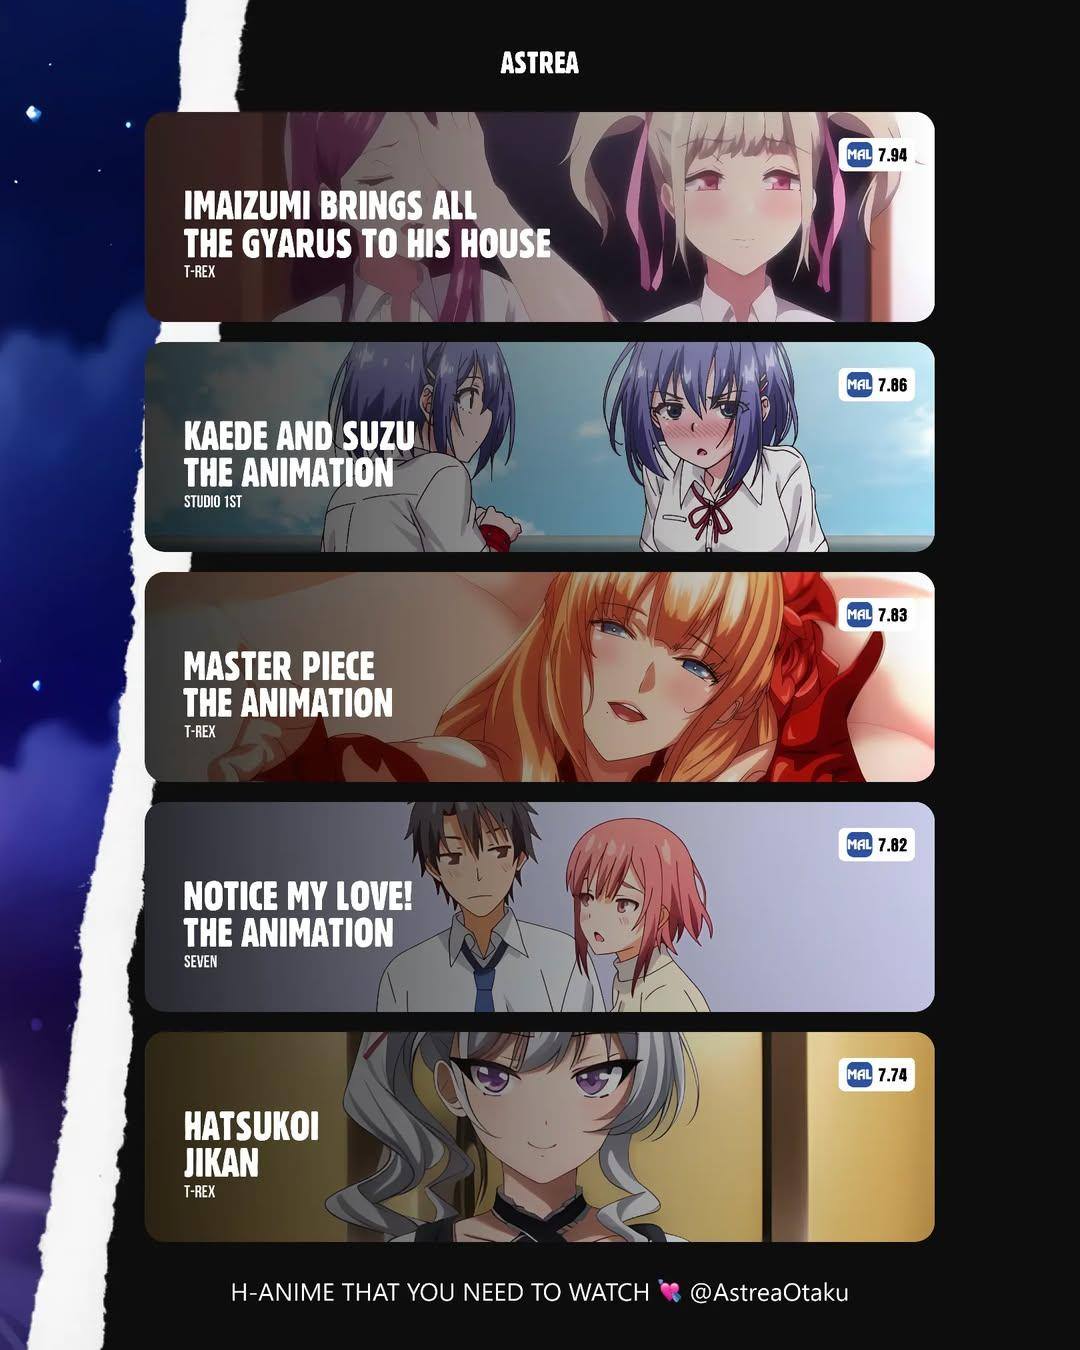 ASTREA
MAL 7.94
IMAIZUMI BRINGS ALL
THE GYARUS TO HIS HOUSE
T-REX
MAL 7.86
KAEDE AND SUZU
THE ANIMATION
STUDIO 1ST
MAL 7.83
MASTER PIECE
THE ANIMATION
T-REX
MAL 7.82
NOTICE MY LOVE!
THE ANIMATION
SEVEN
MAL 7.74
HATSUKOI
JIKAN
T-REX
H-ANIME THAT YOU NEED TO WATCH 💘 @AstreaOtaku